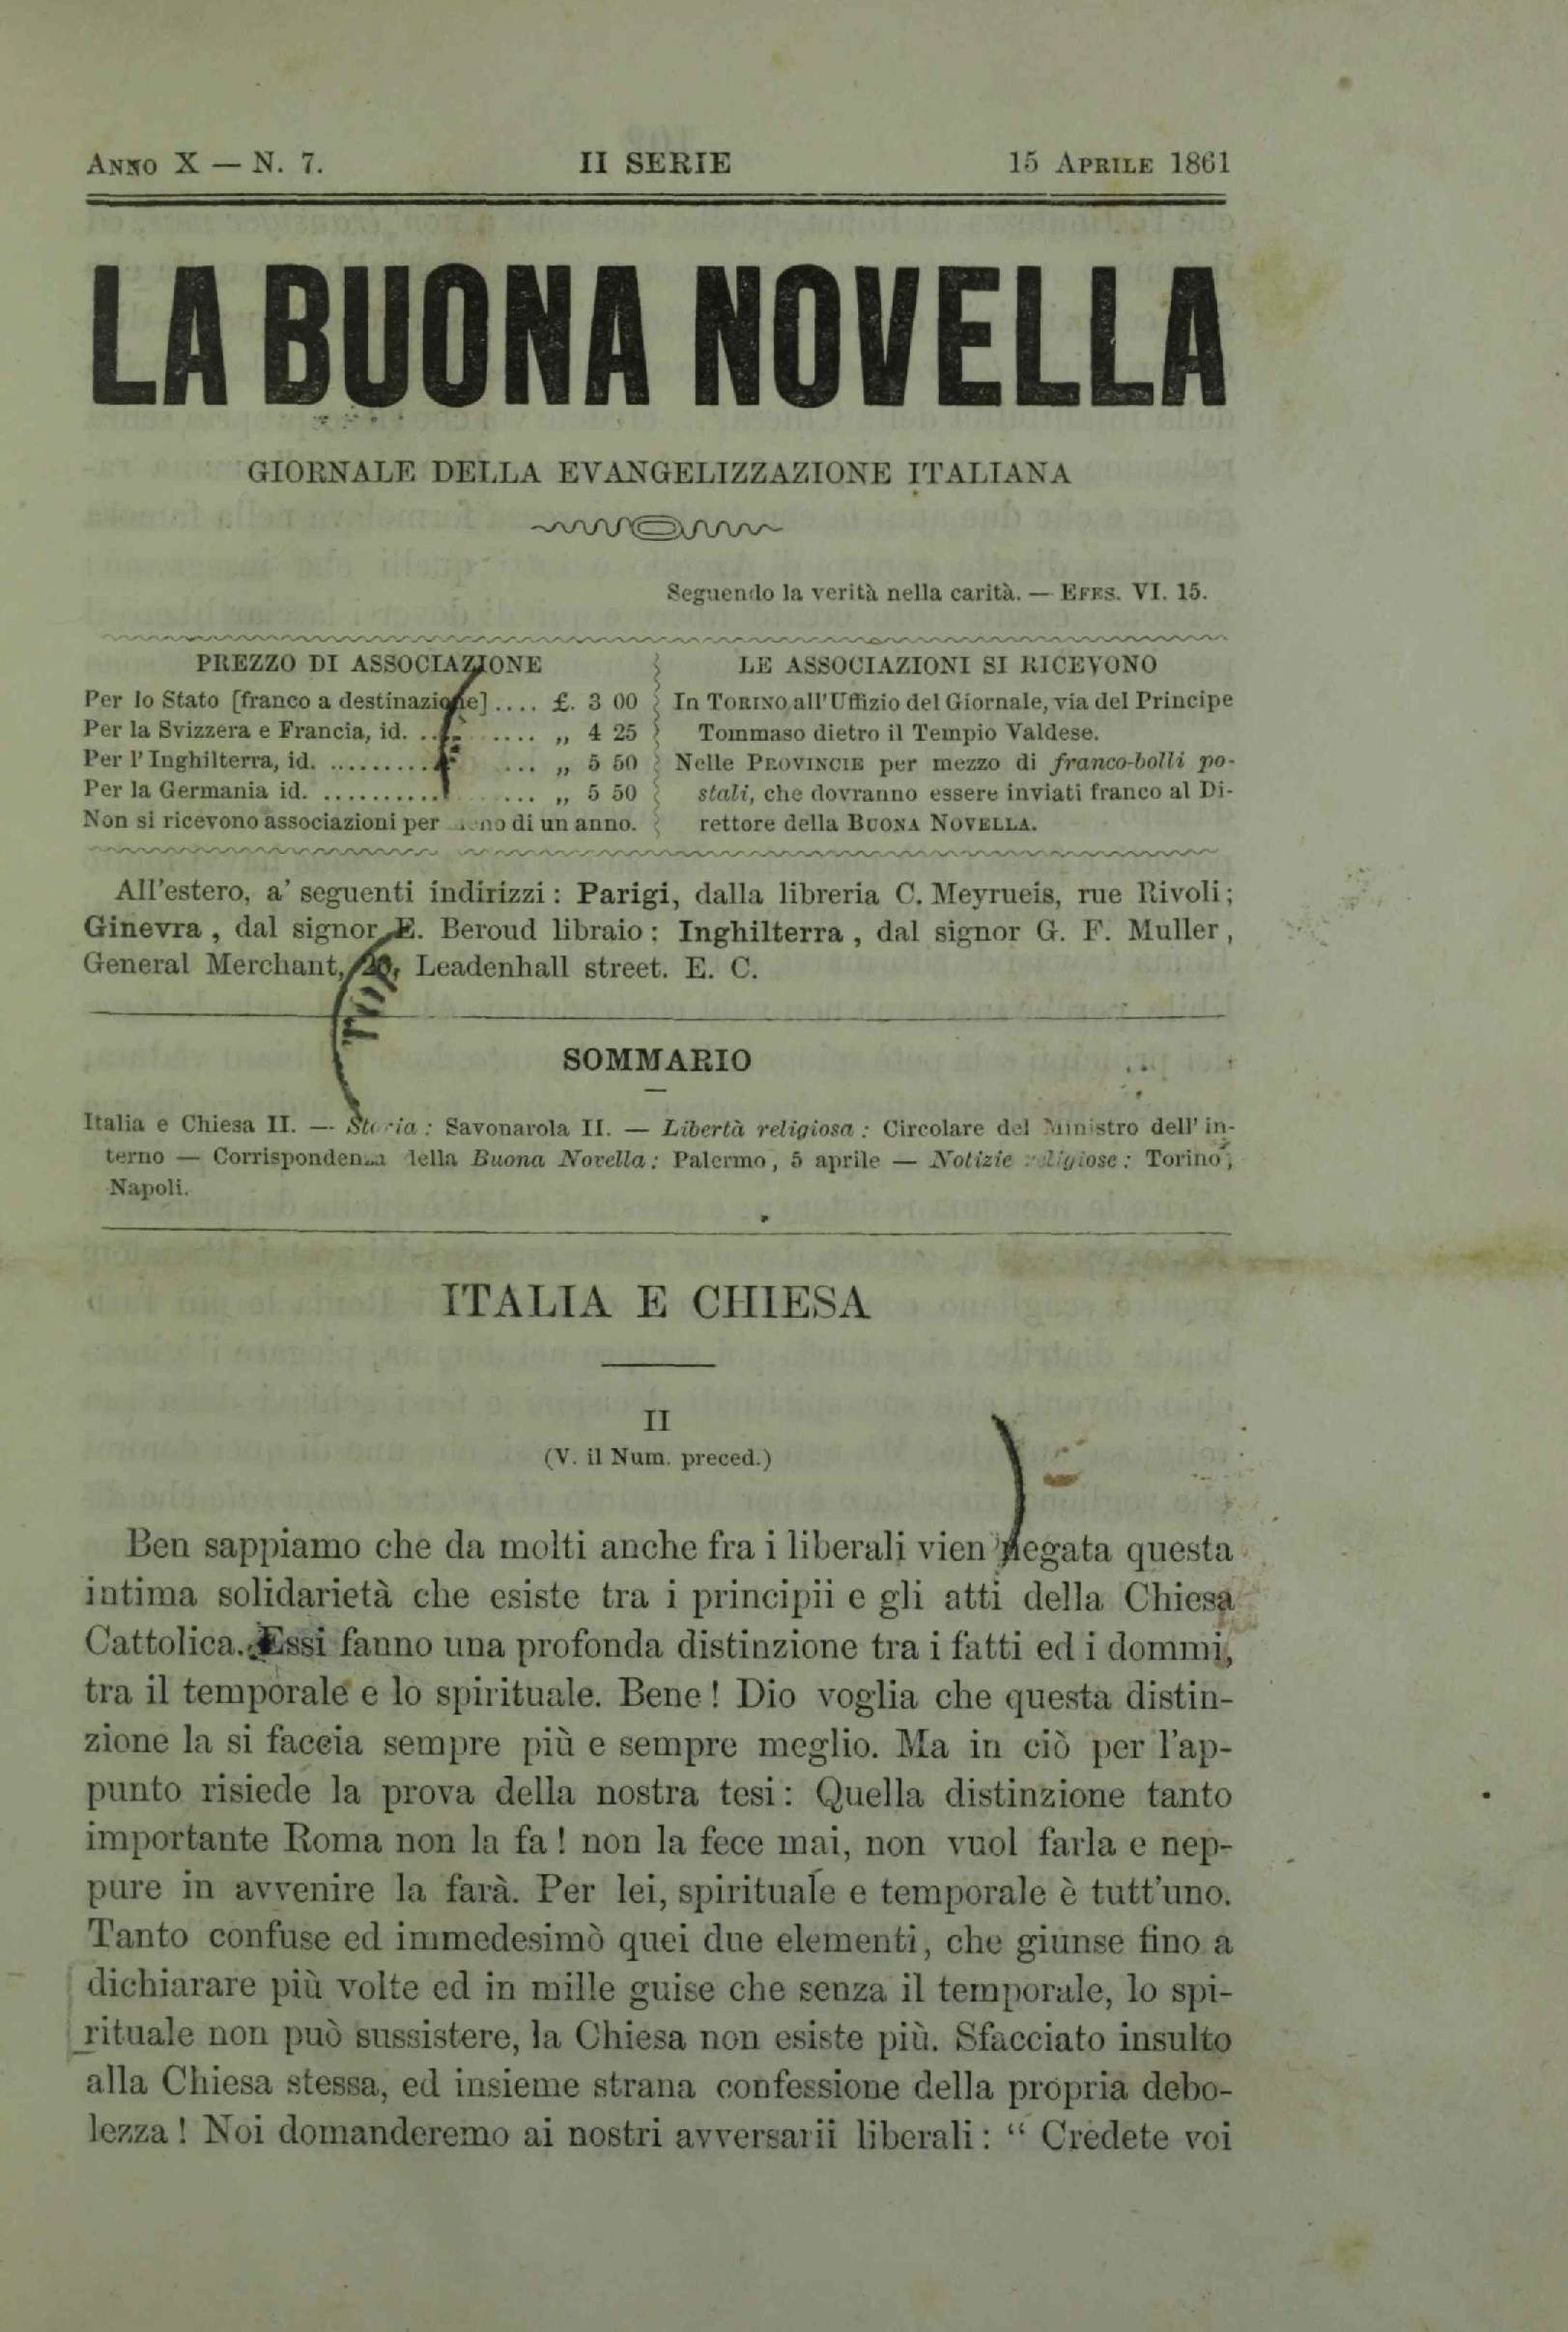 ANNO X — N. 7.
II SERIE
15 APRILE 1861
LA BUONA NOVELLA
GIORNALE DELLA EVANGELIZZAZIONE ITALIANA
Seguendo la verità nella carità. — EFES. VI. 15.
PREZZO DI ASSOCIAZIONE
Per lo Stato [franco a destinazione].... £. 3 00
Per la Svizzera e Francia, id. ... .... „ 4 25
Per l'Inghilterra, id. .......... ... „ 5 50
Per la Germania id. ........... ... „ 5 50
Non si ricevono associazioni per di un anno.
LE ASSOCIAZIONI SI RICEVONO
In TORINO all'Uffizio del Giornale, via del Principe
Tommaso dietro il Tempio Valdese.
Nelle PROVINCIE per mezzo di franco-bolli po-
stali, che dovranno essere inviati franco al Di-
rettore della BUONA NOVELLA.
All'estero, a' seguenti indirizzi : Parigi, dalla libreria C. Meyrueis, rue Rivoli;
Ginevra , dal signor E. Beroud libraio : Inghilterra , dal signor G. F. Muller ,
General Merchant, 26, Leadenhall street. E. C.
SOMMARIO
Italia e Chiesa II. — Storia : Savonarola II. — Libertà religiosa : Circolare del Ministro dell' in-
terno — Corrispondenza della Buona Novella : Palermo, 5 aprile — Notizie religiose : Torino,
Napoli.
ITALIA E CHIESA
II
(V. il Num. preced.)
Ben sappiamo che da molti anche fra i liberali vien negata questa
intima solidarietà che esiste tra i principii e gli atti della Chiesa
Cattolica. Essi fanno una profonda distinzione tra i fatti ed i dommi,
tra il temporale e lo spirituale. Bene ! Dio voglia che questa distin-
zione la si faccia sempre più e sempre meglio. Ma in ciò per l'ap-
punto risiede la prova della nostra tesi : Quella distinzione tanto
importante Roma non la fa ! non la fece mai, non vuol farla e nep-
pure in avvenire la farà. Per lei, spirituale e temporale è tutt'uno.
Tanto confuse ed immedesimò quei due elementi, che giunse fino a
dichiarare più volte ed in mille guise che senza il temporale, lo spi-
rituale non può sussistere, la Chiesa non esiste più. Sfacciato insulto
alla Chiesa stessa, ed insieme strana confessione della propria debo-
lezza ! Noi domanderemo ai nostri avversarii liberali : “ Credete voi